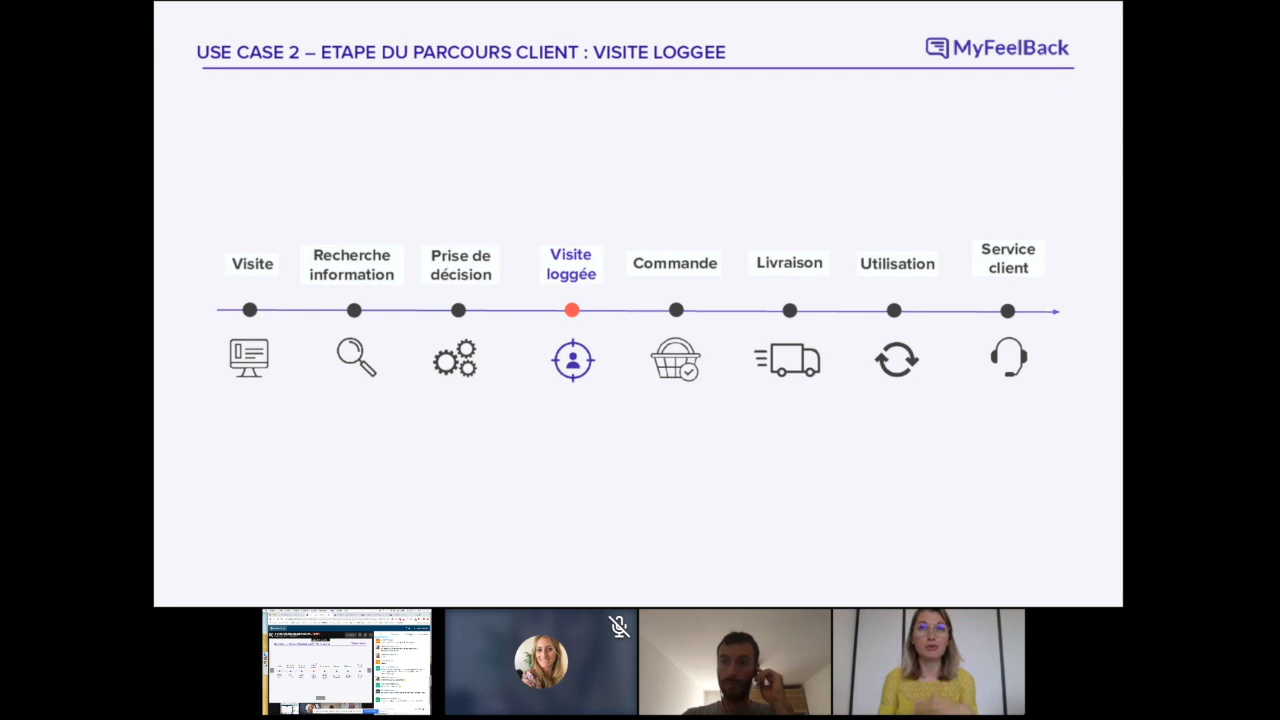 USE CASE 2 – ETAPE DU PARCOURS CLIENT : VISITE LOGGEE
MyFeelBack
Visite
Recherche
information
Prise de
décision
Visite
loggée
Commande
Livraison
Utilisation
Service
client